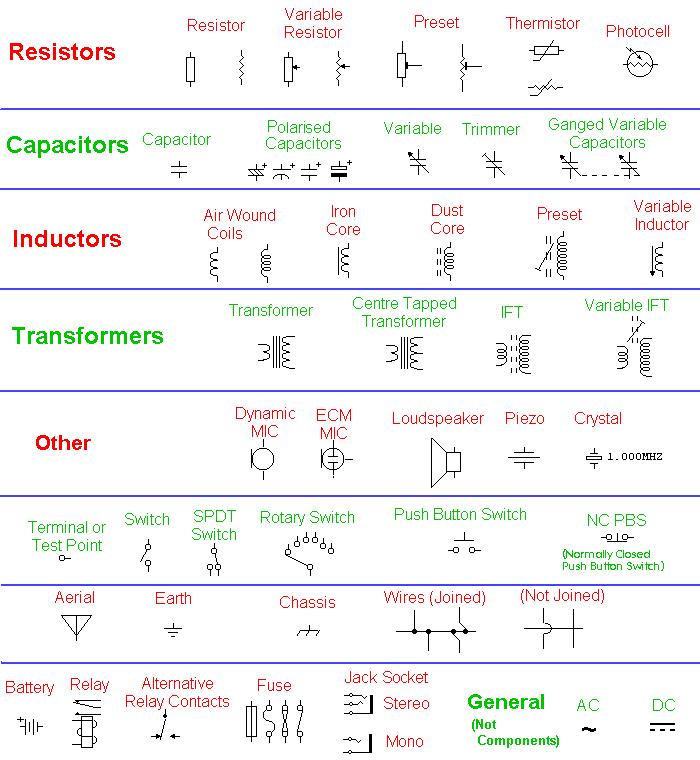 Resistors
Resistor
Variable
Resistor
Preset
Thermistor
Photocell
Capacitors
Capacitor
Polarised
Capacitors
+
+
+
+
Variable
Trimmer
Ganged Variable
Capacitors
Inductors
Air Wound
Coils
Iron
Core
Dust
Core
Preset
Variable
Inductor
Transformers
Transformer
Centre Tapped
Transformer
IFT
Variable IFT
Other
Dynamic
MIC
ECM
MIC
Loudspeaker
Piezo
Crystal
1.000MHZ
Terminal or
Test Point
Switch
SPDT
Switch
Rotary Switch
Push Button Switch
NC PBS
(Normally Closed
Push Button Switch)
Aerial
Earth
Chassis
Wires (Joined)
(Not Joined)
Battery
+
Relay
Alternative
Relay Contacts
Fuse
Jack Socket
Stereo
Mono
General
(Not
Components)
AC
~
DC